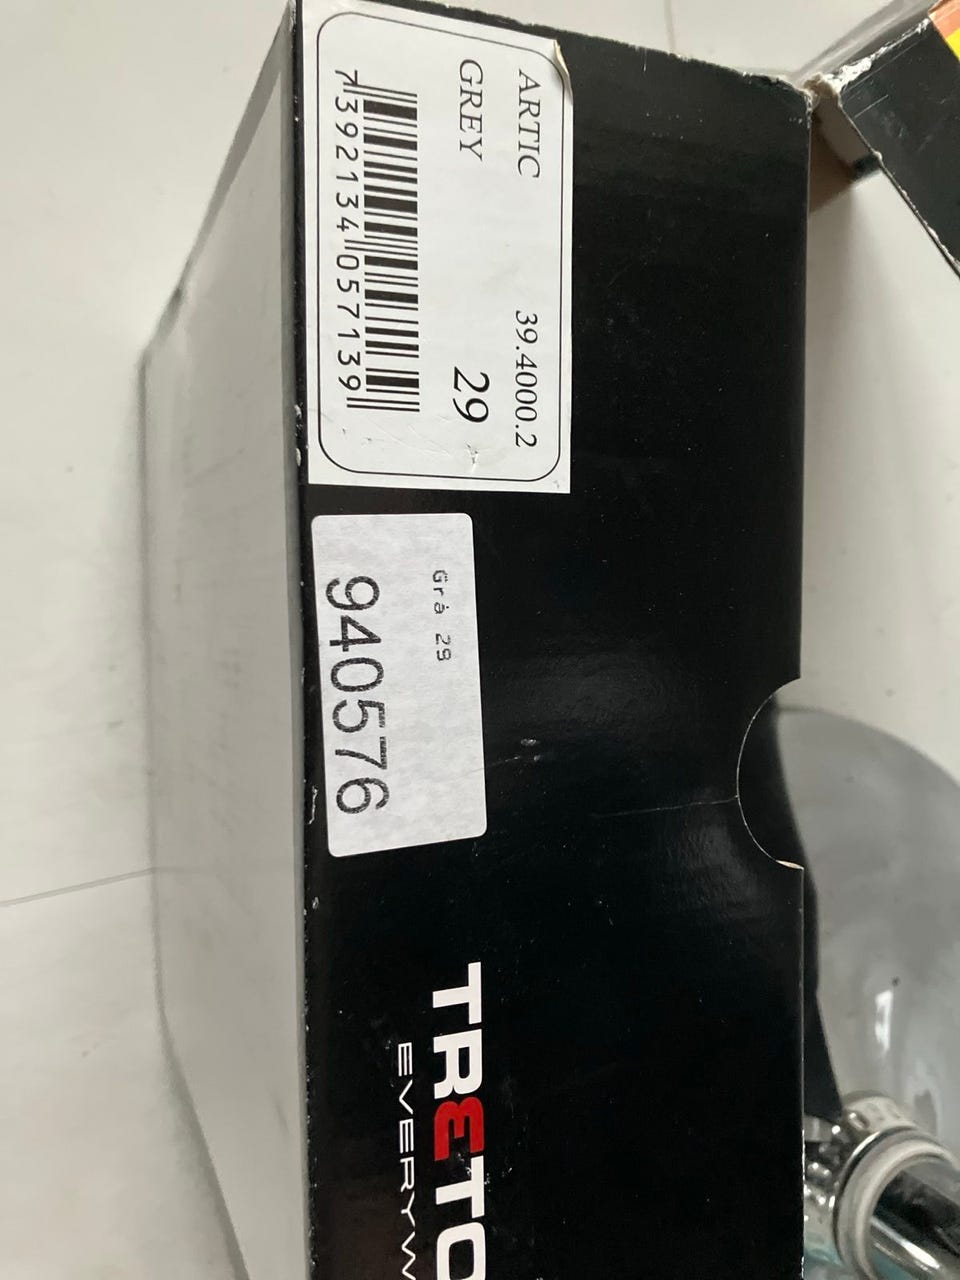 ARTIC 39.4000.2
GREY 29
7392134057139
Grå 29
940576
TRETO
EVERYW